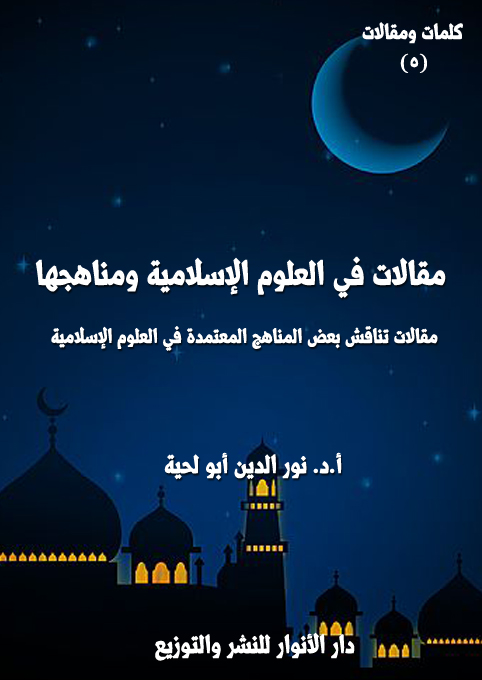 كلمات ومقالات
(٥)
مقالات في العلوم الإسلامية ومناهجها
مقالات تناقش بعض المناهج المعتمدة في العلوم الإسلامية
أ.د. نور الدين أبو لحية
دار الأنوار للنشر والتوزيع